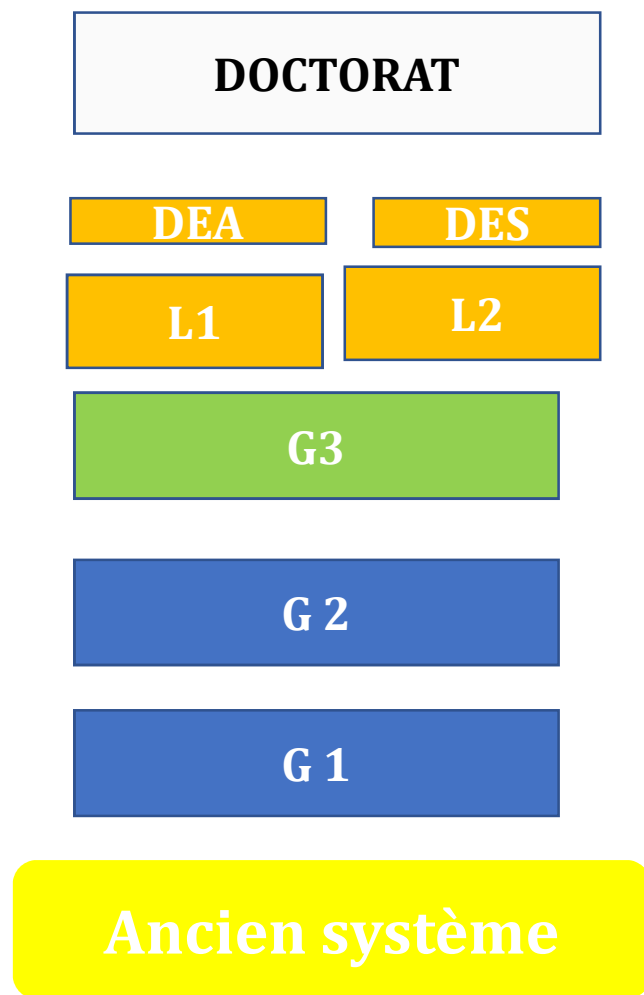 DOCTORAT
DEA
DES
L1
L2
G3
G 2
G 1
Ancien système